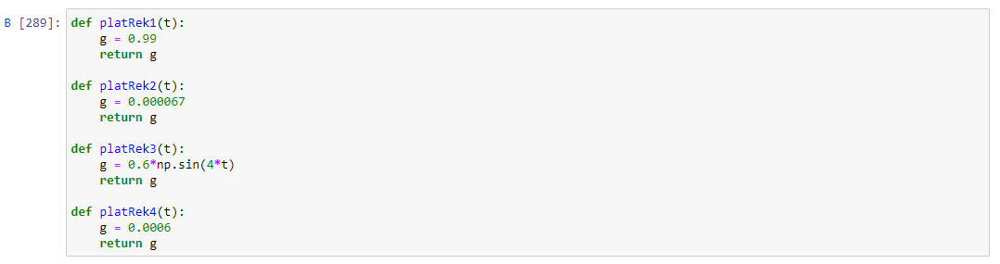 В [289]: def platRek1(t):
    g = 0.99
    return g

def platRek2(t):
    g = 0.000067
    return g

def platRek3(t):
    g = 0.6*np.sin(4*t)
    return g

def platRek4(t):
    g = 0.0006
    return g